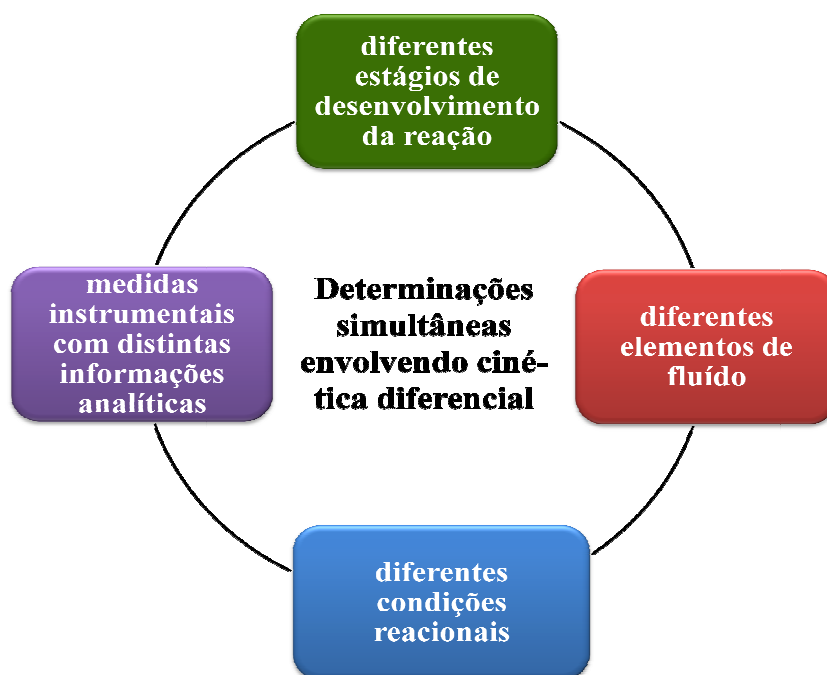 diferentes
estágios de
desenvolvimento
da reação
medidas
instrumentais
com distintas
informações
analíticas
Determinações
simultâneas
envolvendo ciné-
tica diferencial
diferentes
elementos de
fluído
diferentes
condições
reacionais